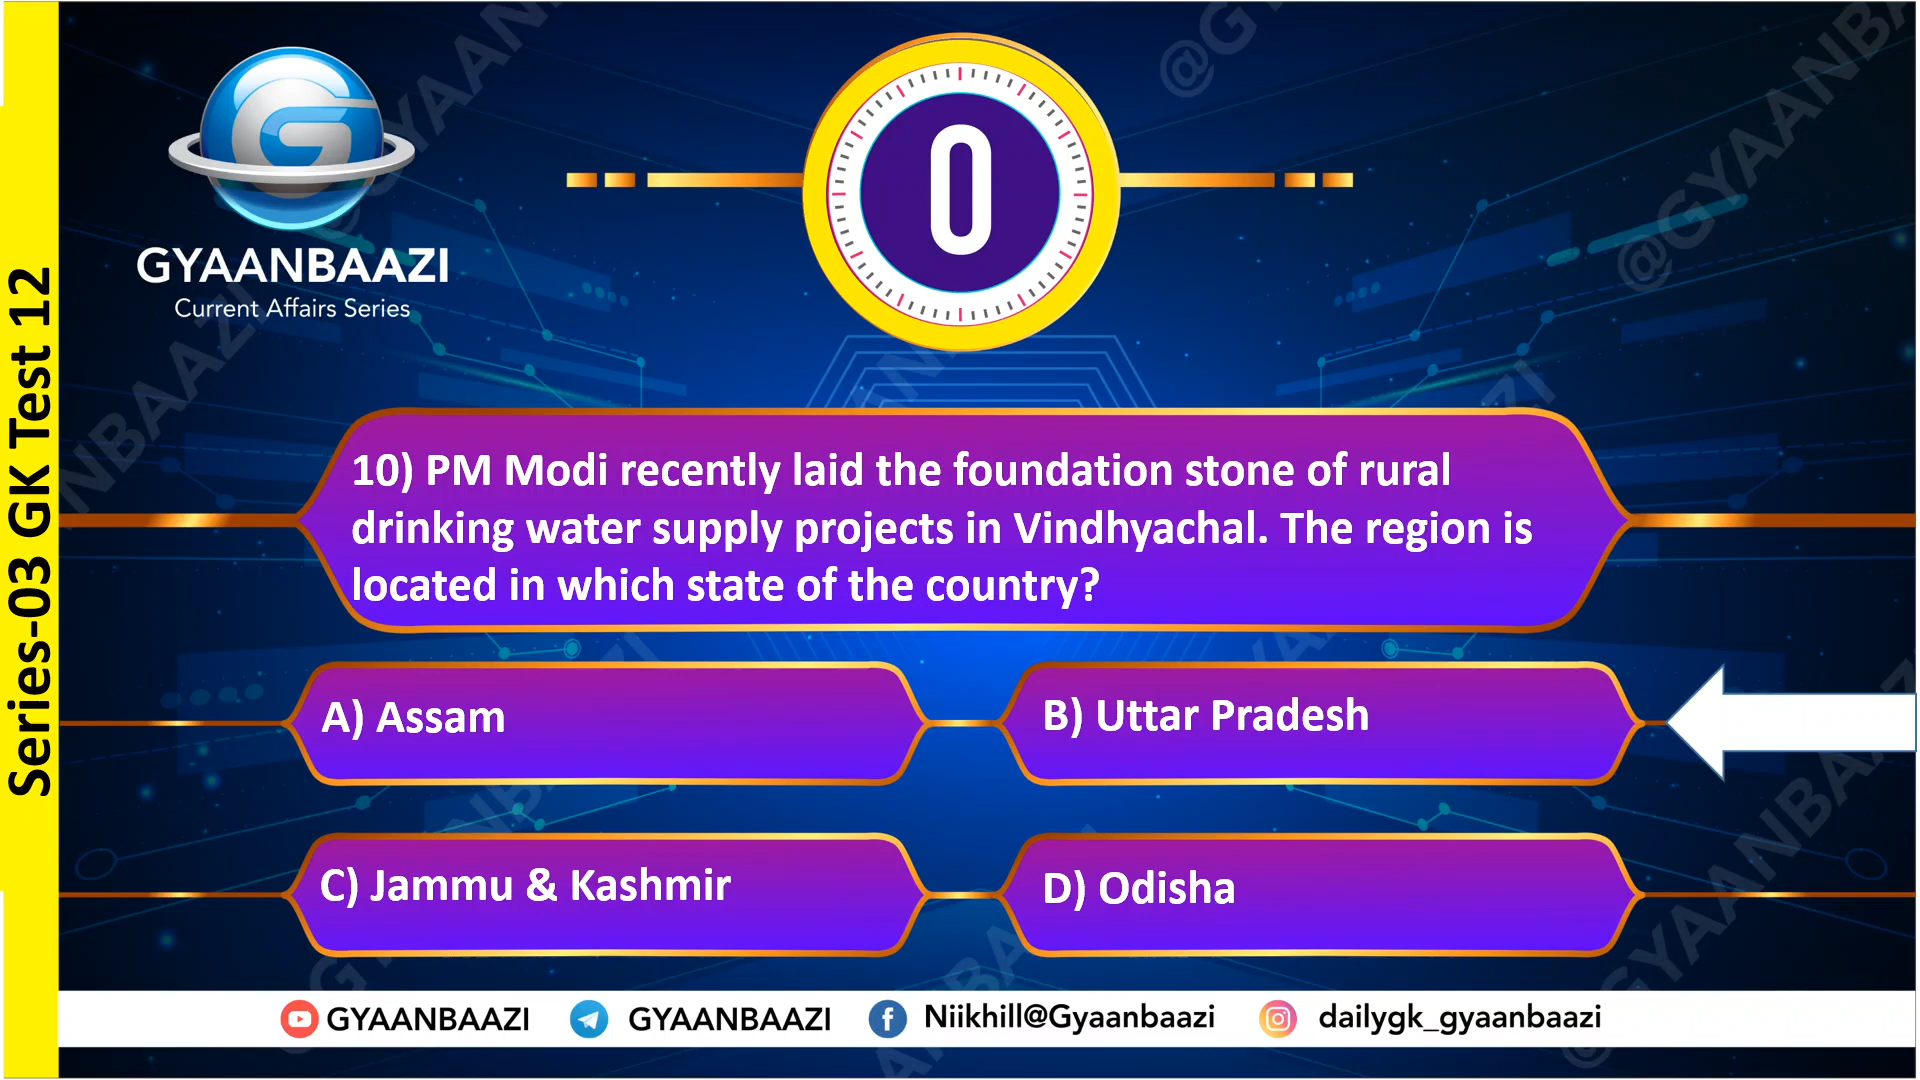 Series-03 GK Test 12
GYAANBAAZI
Current Affairs Series
0
10) PM Modi recently laid the foundation stone of rural
drinking water supply projects in Vindhyachal. The region is
located in which state of the country?
A) Assam
B) Uttar Pradesh
C) Jammu & Kashmir
D) Odisha
GYAANBAAZI
GYAANBAAZI
Niikhill@Gyaanbaazi
dailygk_gyaanbaazi